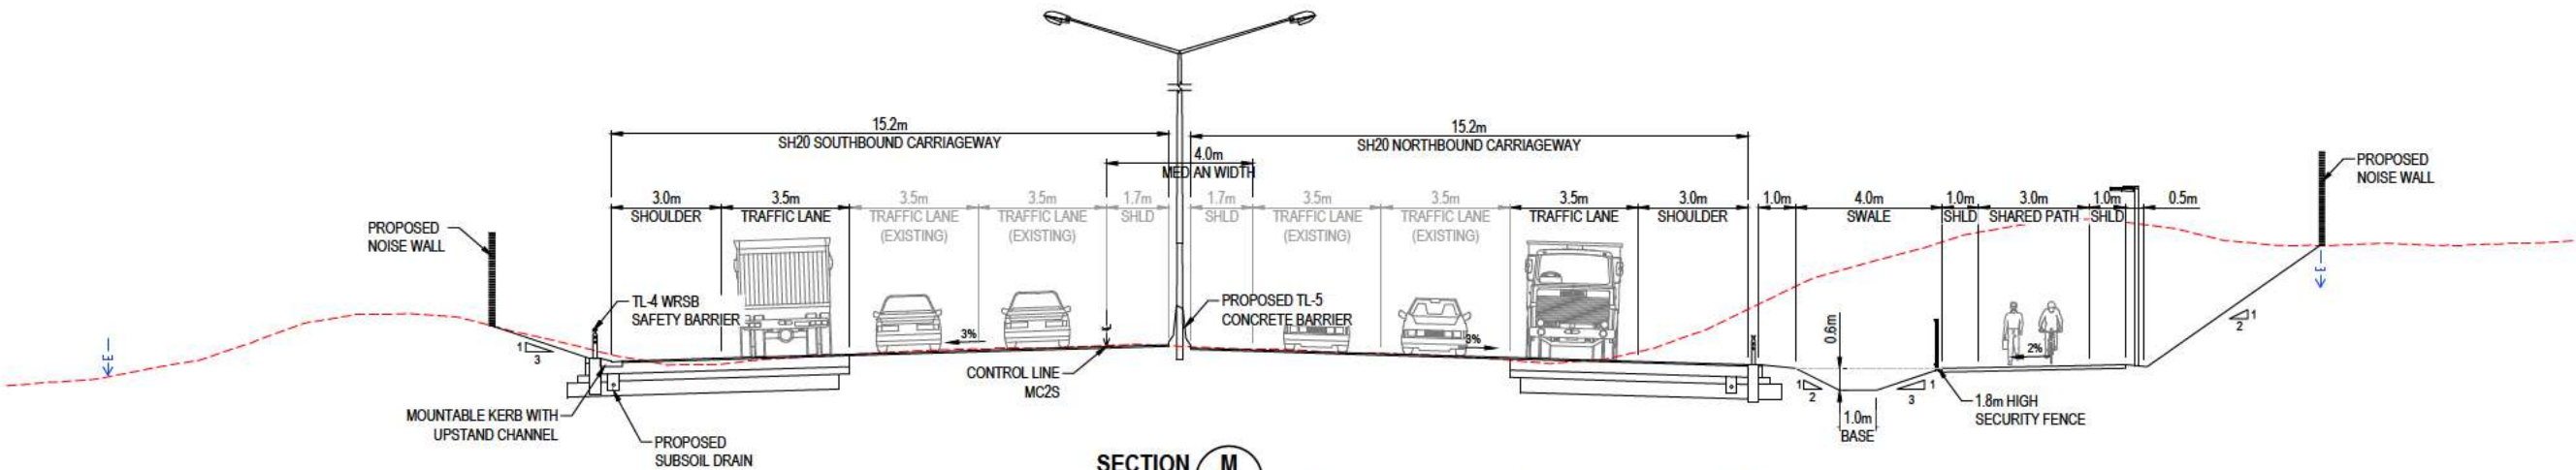 15.2m
SH20 SOUTHBOUND CARRIAGEWAY
15.2m
SH20 NORTHBOUND CARRIAGEWAY
4.0m
MEDIAN WIDTH
3.0m
SHOULDER
3.5m
TRAFFIC LANE
3.5m
TRAFFIC LANE
(EXISTING)
3.5m
TRAFFIC LANE
(EXISTING)
1.7m
SHLD
1.7m
SHLD
3.5m
TRAFFIC LANE
(EXISTING)
3.5m
TRAFFIC LANE
(EXISTING)
3.5m
TRAFFIC LANE
3.0m
SHOULDER
1.0m
4.0m
SWALE
1.0m
SHLD
3.0m
SHARED PATH
1.0m
SHLD
0.5m
PROPOSED
NOISE WALL
PROPOSED
NOISE WALL
E
TL-4 WRSB
SAFETY BARRIER
1
3
3%
PROPOSED TL-5
CONCRETE BARRIER
3%
0.6m
2%
1
2
E
CONTROL LINE
MC2S
1
2
3
1
1.0m
BASE
1.8m HIGH
SECURITY FENCE
MOUNTABLE KERB WITH
UPSTAND CHANNEL
PROPOSED
SUBSOIL DRAIN
SECTION M